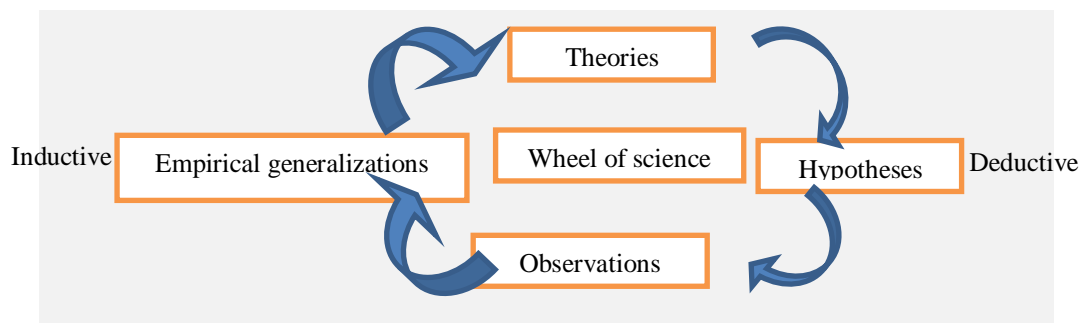 Theories
Inductive
Empirical generalizations
Wheel of science
Hypotheses
Deductive
Observations